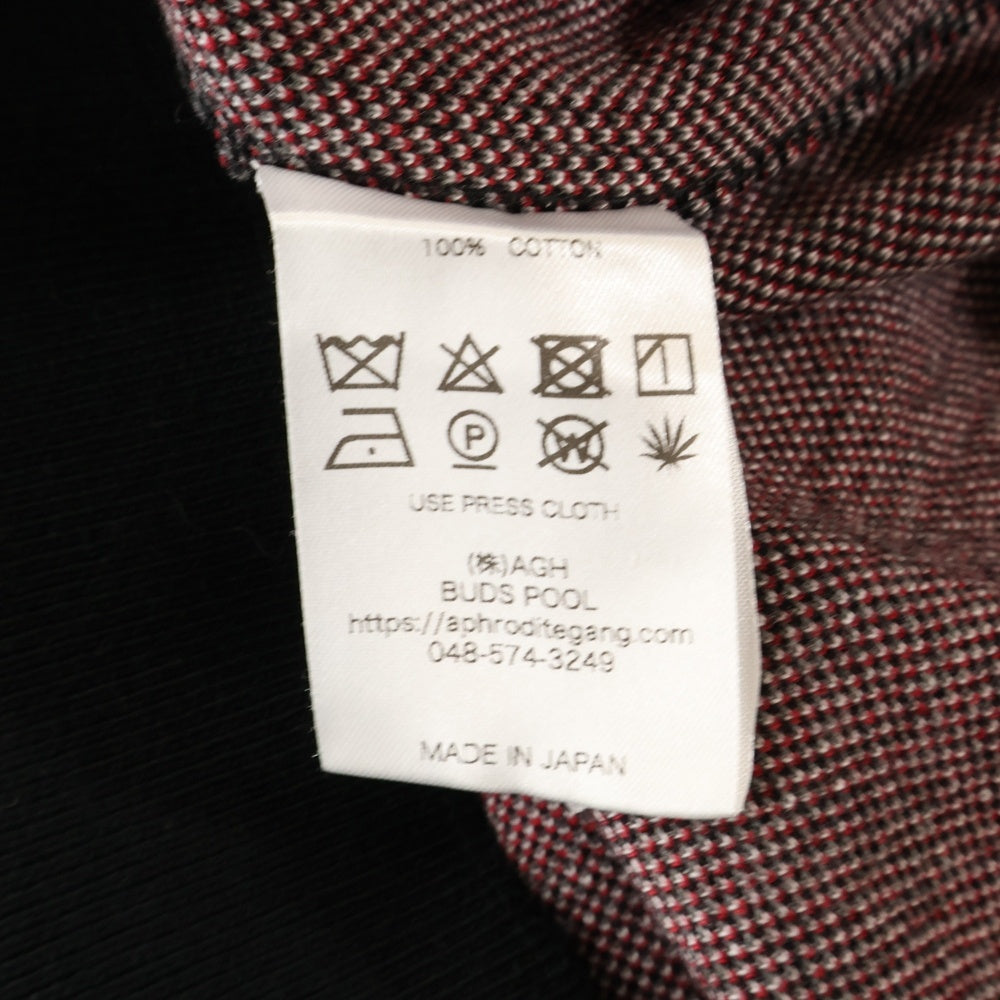 100% COTTON
P
W
USE PRESS CLOTH
(株)AGH
BUDS POOL
https://aphroditegang.com
048-574-3249
MADE IN JAPAN